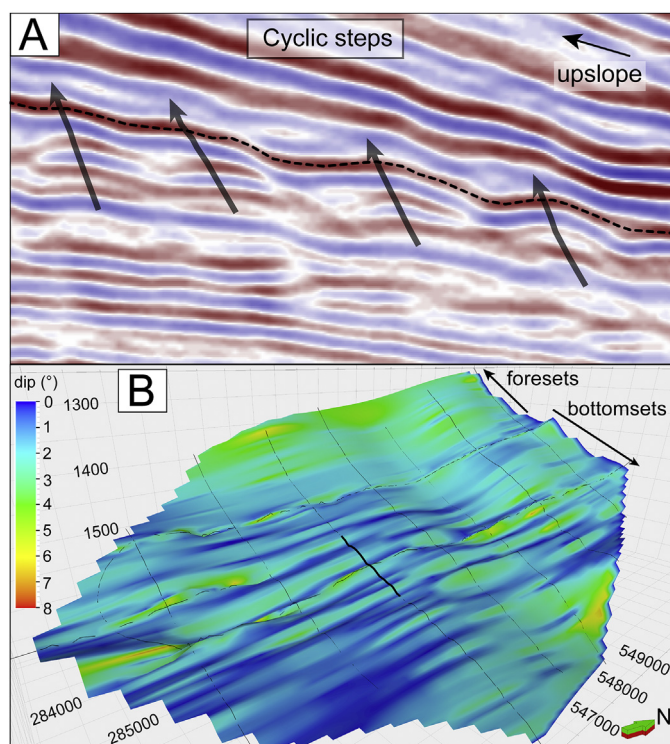 A
Cyclic steps
upslope
dip (°)
B
foresets
bottomsets
0
1
2
3
4
5
6
7
8
1300
1400
1500
284000
285000
549000
548000
547000
N